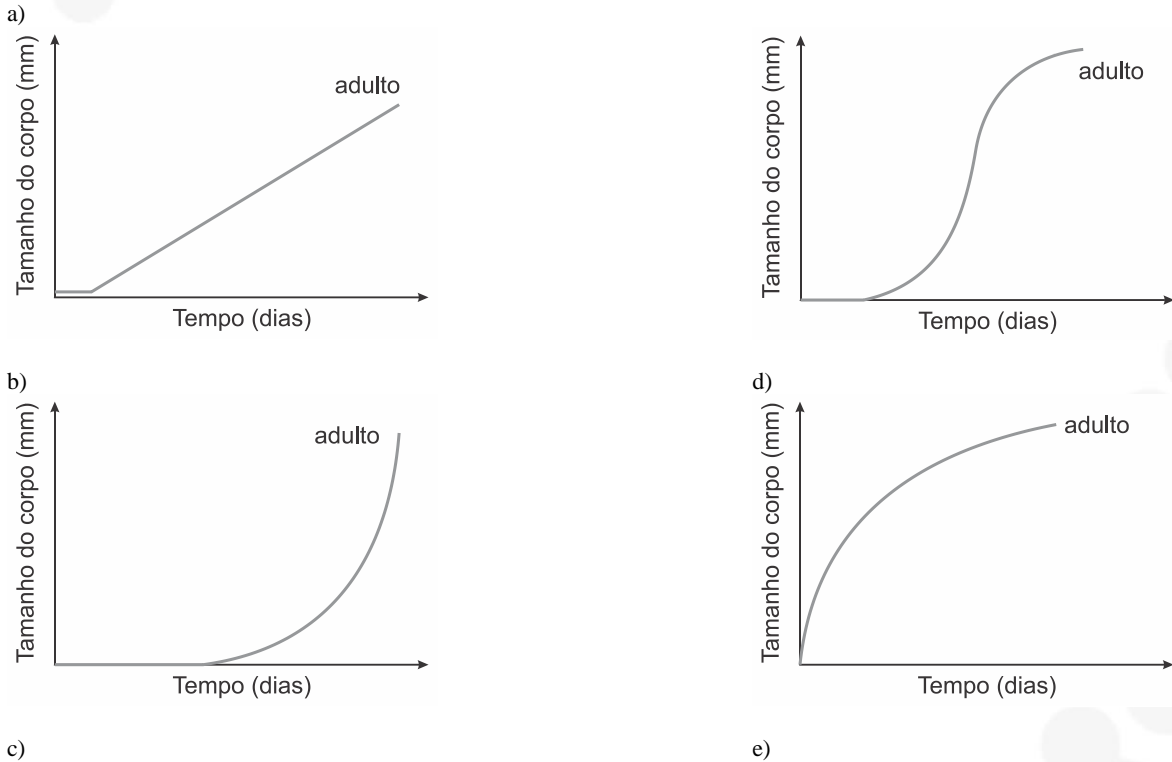 a)
Tamanho do corpo (mm)
adulto
Tempo (dias)
b)
Tamanho do corpo (mm)
adulto
Tempo (dias)
c)
Tamanho do corpo (mm)
adulto
Tempo (dias)
d)
Tamanho do corpo (mm)
adulto
Tempo (dias)
e)